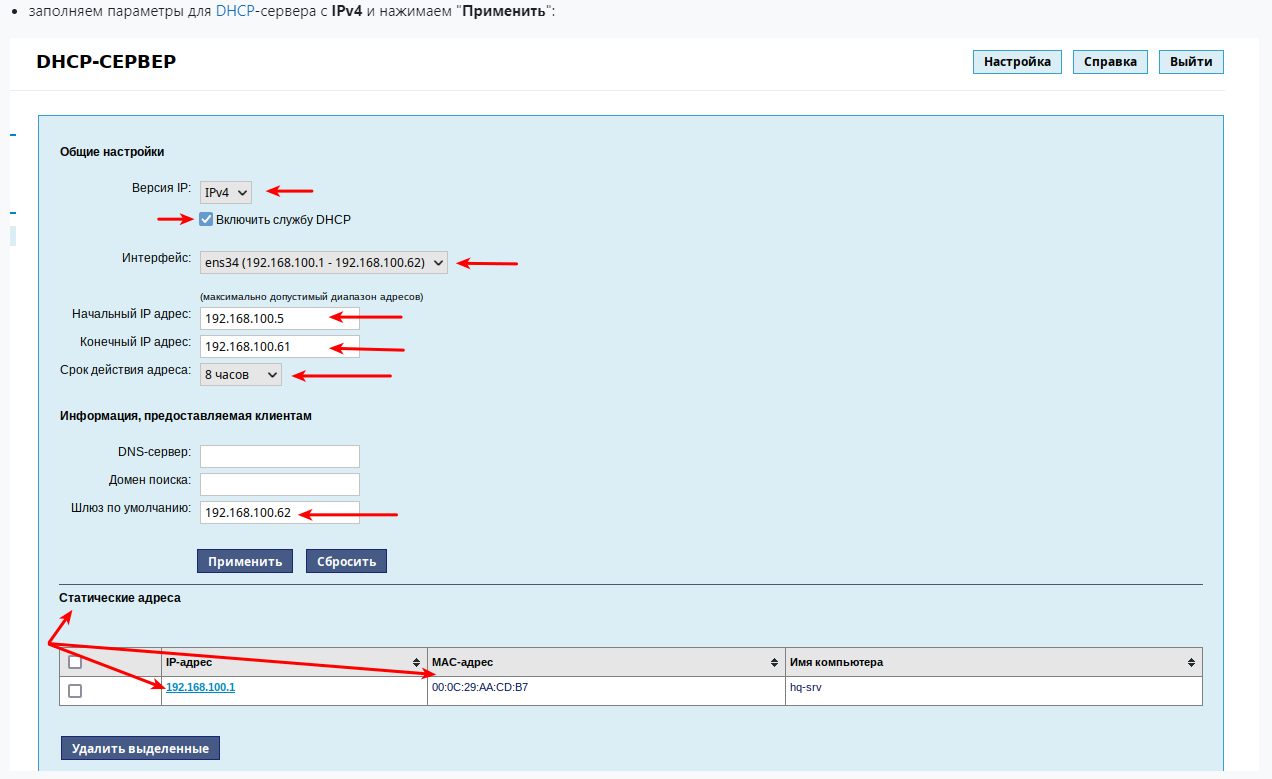 заполняем параметры для DHCP-сервера с IPv4 и нажимаем "Применить":
DHCP-СЕРВЕР
Настройка Справка Выйти
Общие настройки
Версия IP: IPv4
Включить службу DHCP
Интерфейс: ens34 (192.168.100.1 - 192.168.100.62)
(максимально допустимый диапазон адресов)
Начальный IP адрес: 192.168.100.5
Конечный IP адрес: 192.168.100.61
Срок действия адреса: 8 часов
Информация, предоставляемая клиентам
DNS-сервер:
Домен поиска:
Шлюз по умолчанию: 192.168.100.62
Применить Сбросить
Статические адреса
IP-адрес MAC-адрес Имя компьютера
192.168.100.1 00:0C:29:AA:CD:B7 hq-srv
Удалить выделенные